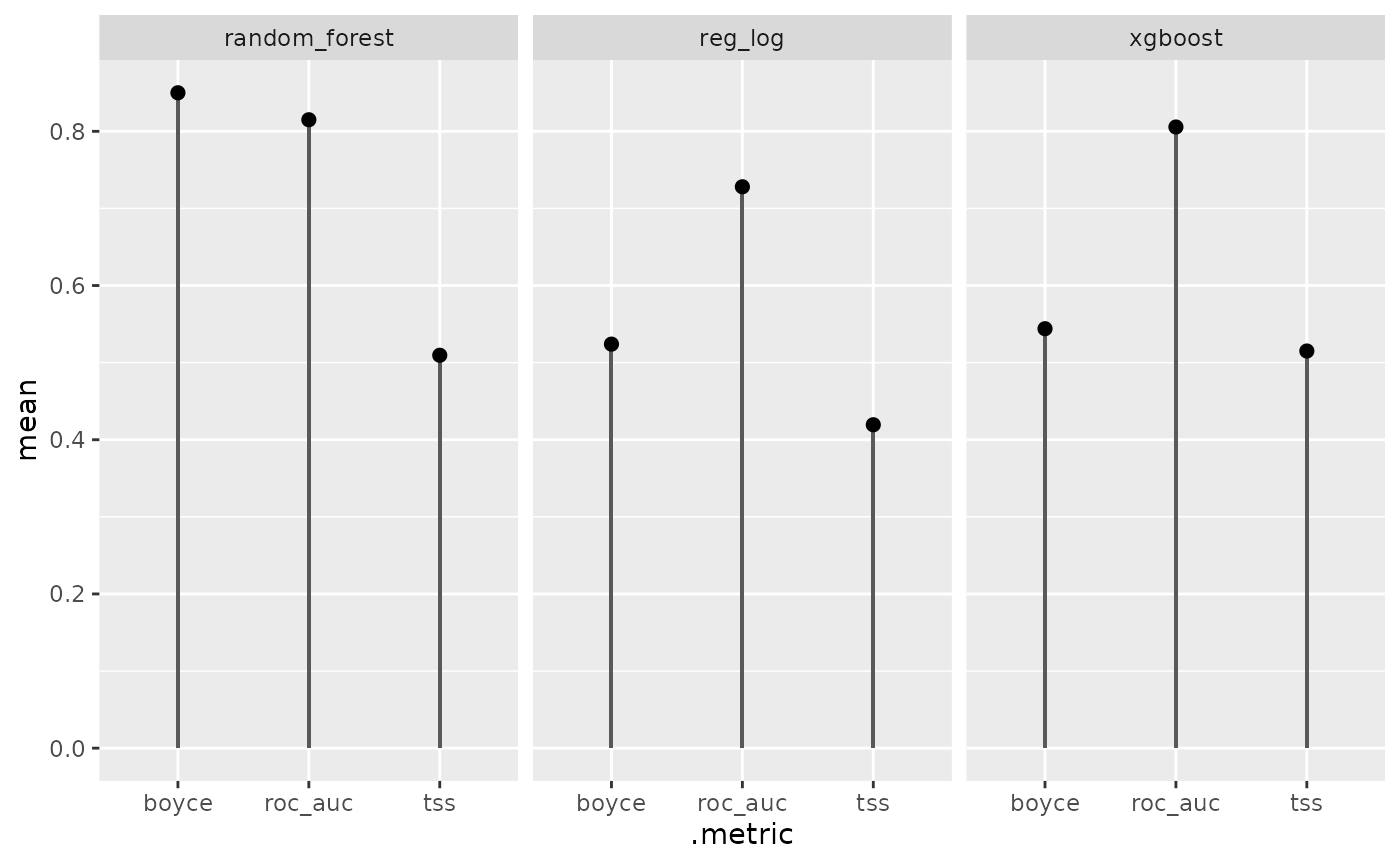 random_forest reg_log xgboost
0.8
0.6
0.4
0.2
0.0
mean
boyce roc_auc tss boyce roc_auc tss boyce roc_auc tss
.metric